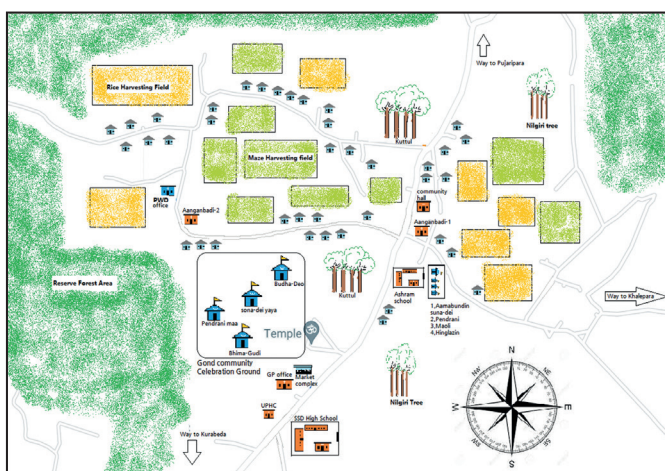 Way to Pujaripara
Rice Harvesting Field
Nilgiri tree
Kuttul
Maze Harvesting field
PWD
office
Aanganbadi-2
community
hall
Aanganbadi-1
Reserve Forest Area
Budha-Deo
sona-dei yaya
Pendrani maa
Bhima-Gudi
Gond community
Celebration Ground
Kuttul
Ashram
school
1,Aamabundin
suna-dei
2,Pendrani
3,Maoli
4,Hinglazin
Way to Khalepara
Temple
GP office
Market
complex
Nilgiri Tree
UPHC
SSD High School
Way to Kurabeda
N
NE
E
SE
S
W
NW